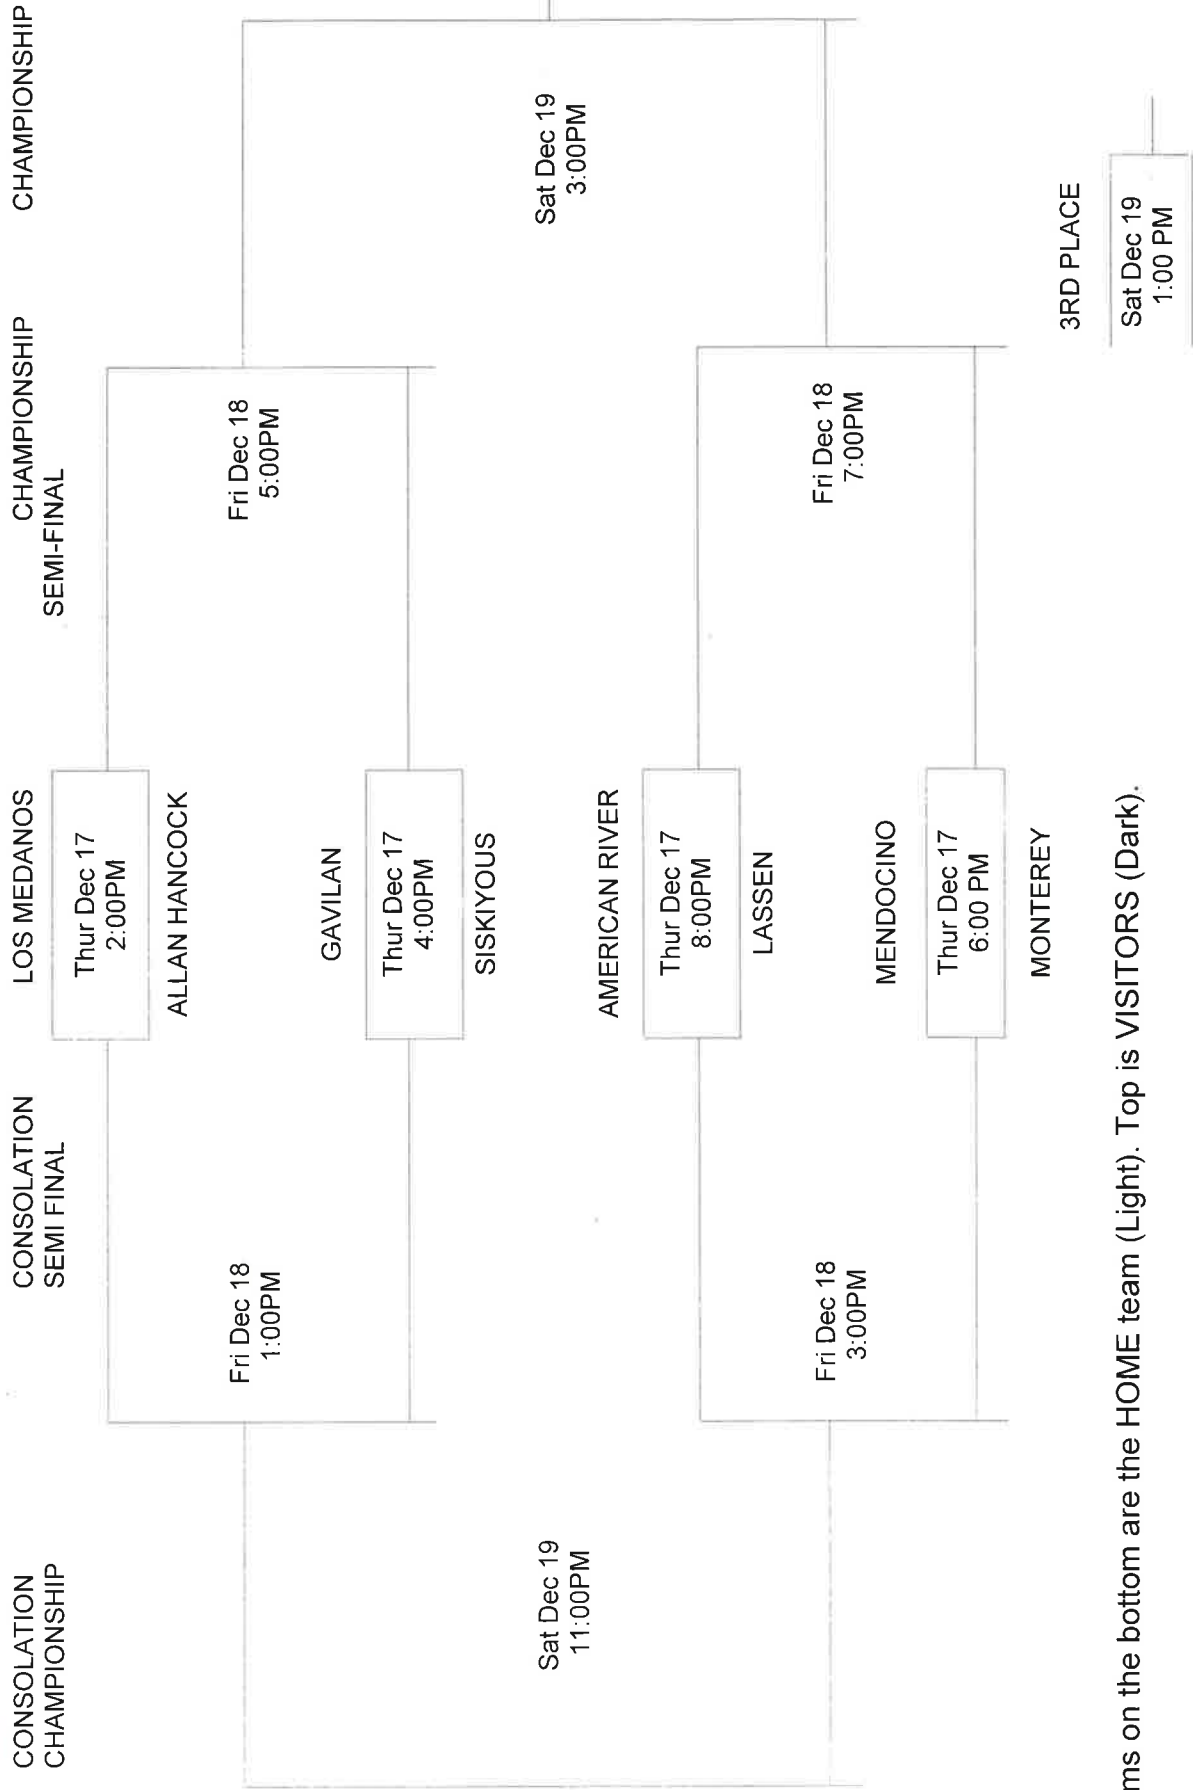 CONSOLATION
CHAMPIONSHIP
CONSOLATION
SEMI FINAL
LOS MEDANOS
CHAMPIONSHIP
SEMI-FINAL
CHAMPIONSHIP
Thur Dec 17
2:00PM
ALLAN HANCOCK
Fri Dec 18
1:00PM
Fri Dec 18
5:00PM
GAVILAN
Thur Dec 17
4:00PM
SISKIYOUS
Sat Dec 19
11:00PM
Sat Dec 19
3:00PM
AMERICAN RIVER
Thur Dec 17
8:00PM
LASSEN
Fri Dec 18
3:00PM
Fri Dec 18
7:00PM
MENDOCINO
Thur Dec 17
6:00 PM
MONTEREY
3RD PLACE
Sat Dec 19
1:00 PM
ms on the bottom are the HOME team (Light). Top is VISITORS (Dark).